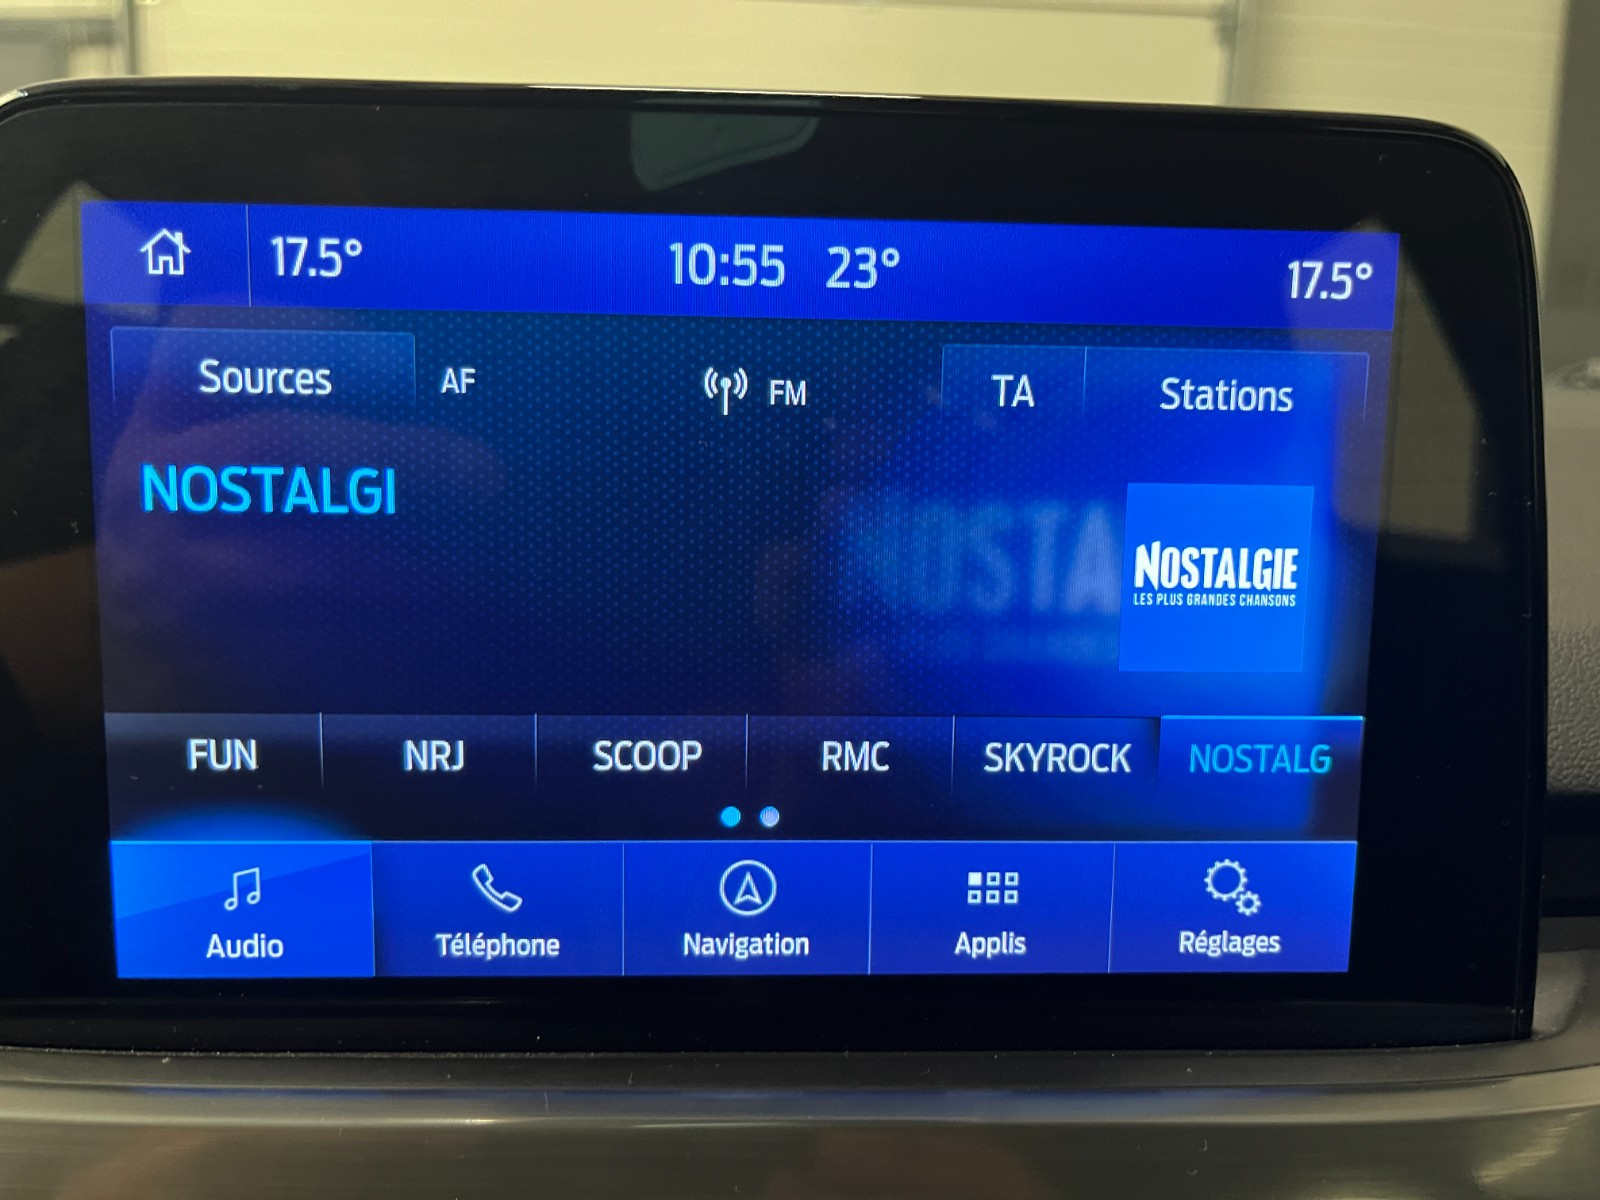 17.5° 10:55 23° 17.5°
Sources AF FM TA Stations
NOSTALGI
NOSTALGIE
LES PLUS GRANDES CHANSONS
FUN NRJ SCOOP RMC SKYROCK NOSTALG
Audio Téléphone Navigation Applis Réglages